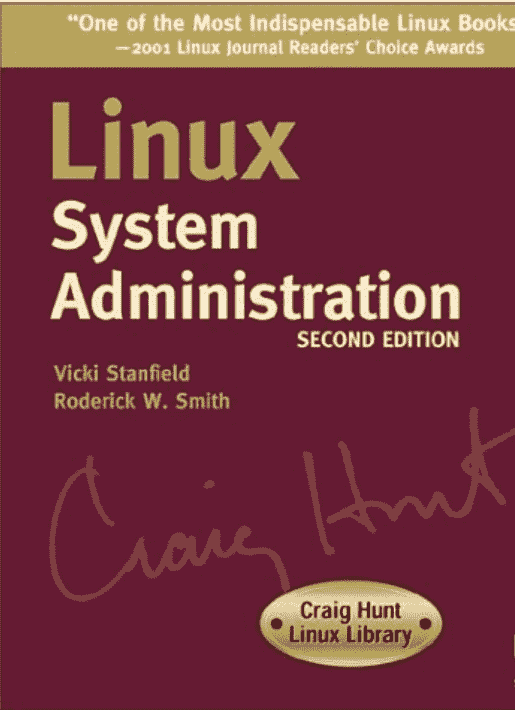 “One of the Most Indispensable Linux Books
—2001 Linux Journal Readers’ Choice Awards
Linux
System
Administration
SECOND EDITION
Vicki Stanfield
Roderick W. Smith
Craig Hunt
Craig Hunt
Linux Library